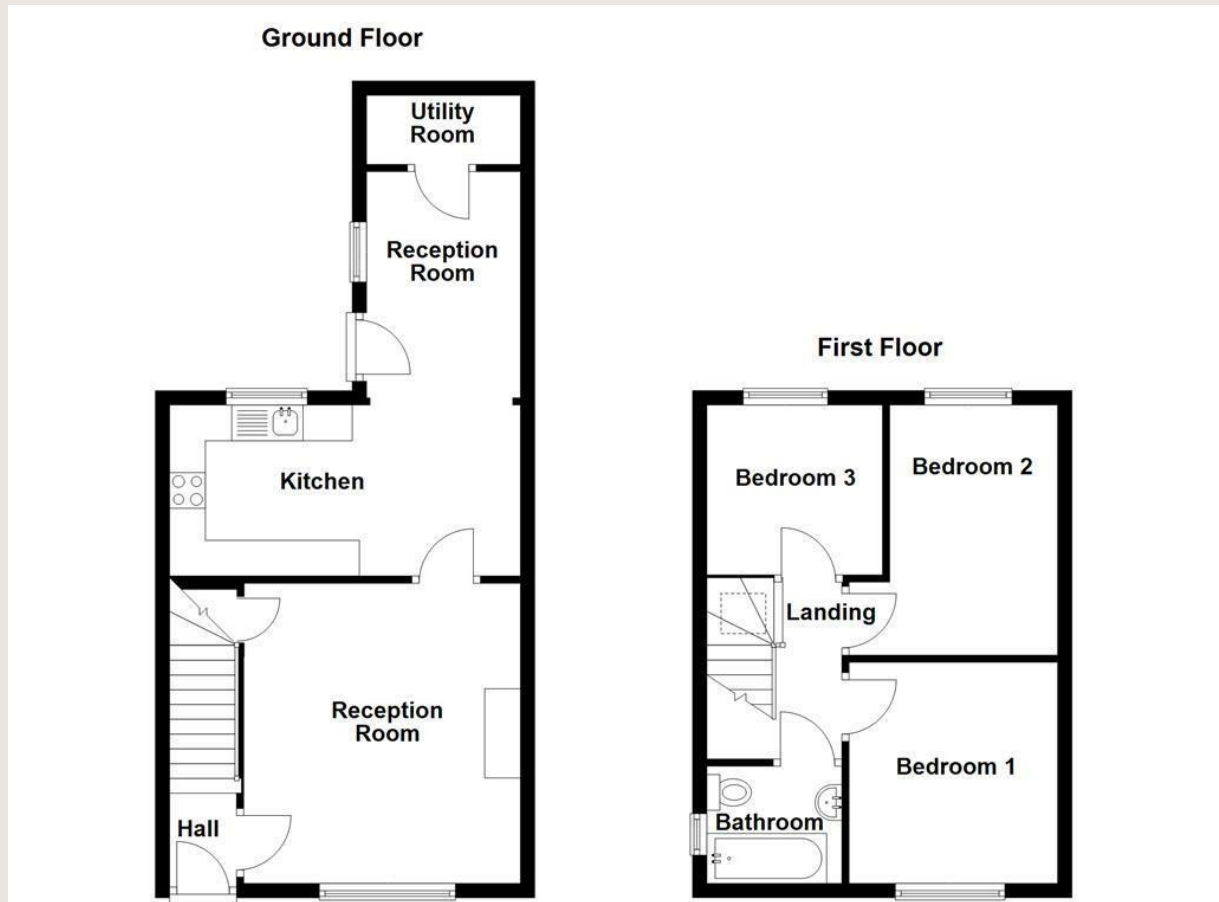 Ground Floor
Utility
Room
Reception
Room
Kitchen
Reception
Room
Hall
First Floor
Bedroom 3
Bedroom 2
Landing
Bedroom 1
Bathroom